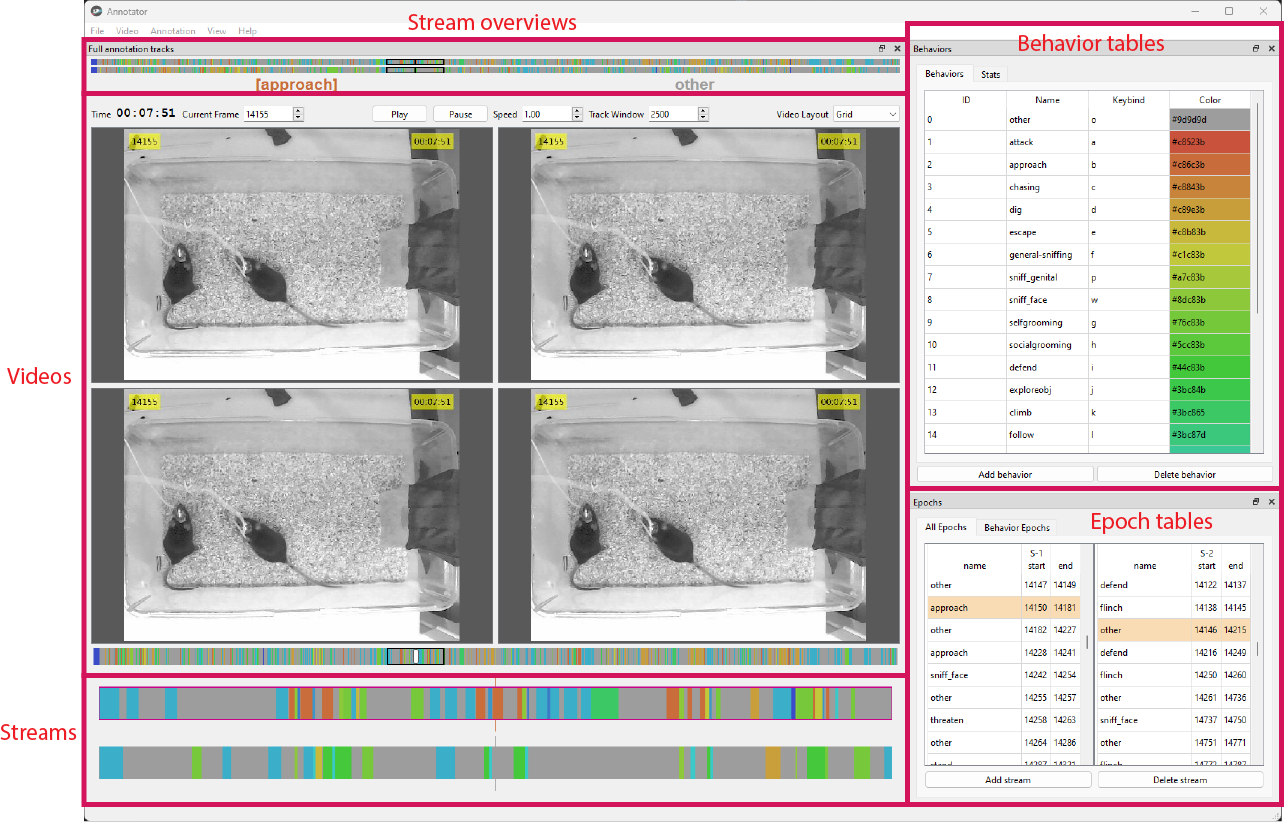 Annotator
File Video Annotation View Help
Stream overviews
Full annotation tracks
[approach] other
Time 00:07:51 Current Frame 14155 Play Pause Speed 1.00 Track Window 2500 Video Layout Grid
14155 00:07:51 14155 00:07:51
Videos
14155 00:07:51 14155 00:07:51
Streams
Behavior tables
Behaviors
Behaviors Stats
ID Name Keybind Color
0 other o #9d9d9d
1 attack a #c8523b
2 approach b #c86c3b
3 chasing c #c8843b
4 dig d #c89e3b
5 escape e #c8b83b
6 general-sniffing f #c1c83b
7 sniff_genital p #a7c83b
8 sniff_face w #8dc83b
9 selfgrooming g #76c83b
10 socialgrooming h #5cc83b
11 defend i #44c83b
12 exploreobj j #3bc84b
13 climb k #3bc865
14 follow l #3bc87d
Add behavior Delete behavior
Epochs
Epoch tables
All Epochs Behavior Epochs
S-1 S-2
name start end name start end
other 14147 14149 defend 14122 14137
approach 14150 14181 flinch 14138 14145
other 14182 14227 other 14146 14215
approach 14228 14241 defend 14216 14249
sniff_face 14242 14254 flinch 14250 14260
other 14255 14257 other 14261 14736
threaten 14258 14263 sniff_face 14737 14750
other 14264 14286 other 14751 14771
Add stream Delete stream